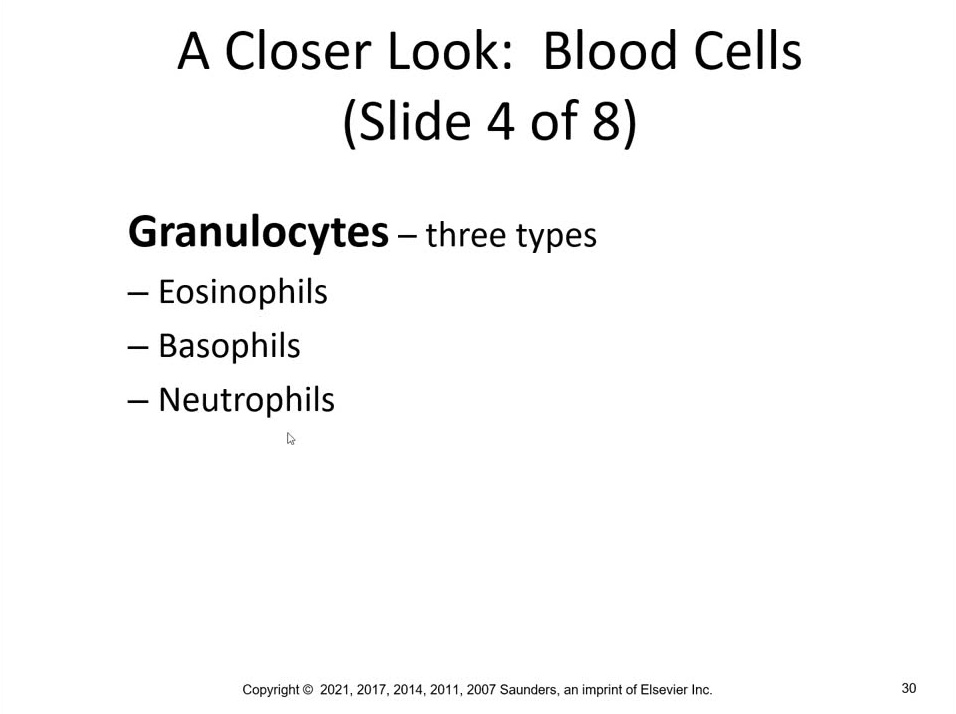 A Closer Look:  Blood Cells
(Slide 4 of 8)
Granulocytes – three types
– Eosinophils
– Basophils
– Neutrophils
Copyright ©  2021, 2017, 2014, 2011, 2007 Saunders, an imprint of Elsevier Inc.
30